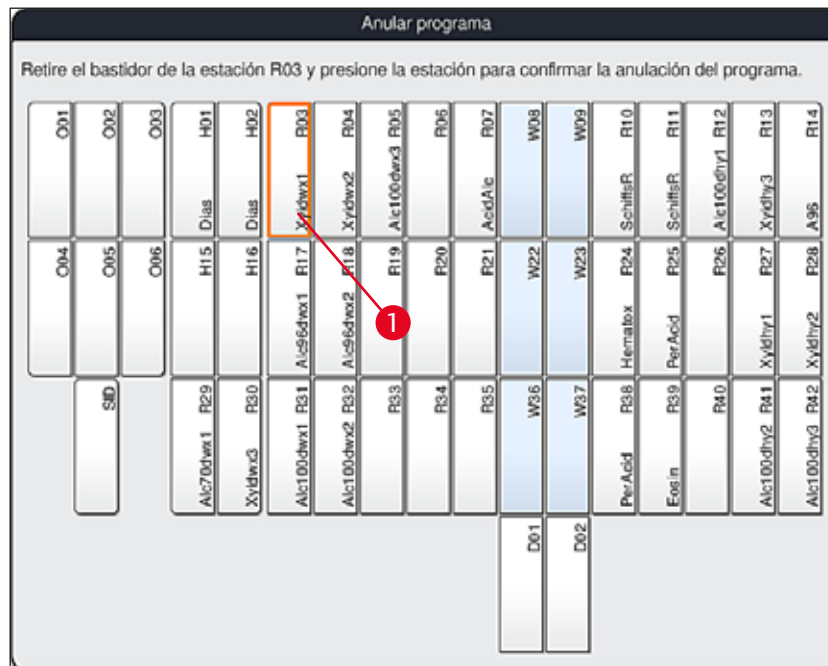 Anular programa
Retire el bastidor de la estación R03 y presione la estación para confirmar la anulación del programa.
O01
O02
O03
Dias H01
Dias H02
Xyldwx1 R03
Xyldwx2 R04
Alc100dwx3 R05
R06
AcidAlc R07
W08
W09
SchiffsR R10
SchiffsR R11
Alc100dhy1 R12
Xyldhy3 R13
A96 R14
O04
O05
O06
H15
H16
Alc96dwx1 R17
Alc96dwx2 R18
R19
R20
R21
W22
W23
Hematox R24
PerAcid R25
R26
Xyldhy1 R27
Xyldhy2 R28
SID
Alc70dwx1 R29
Xyldwx3 R30
Alc100dwx1 R31
Alc100dwx2 R32
R33
R34
R35
W36
W37
PerAcid R38
Eosin R39
R40
Alc100dhy2 R41
Alc100dhy3 R42
D01
D02
1